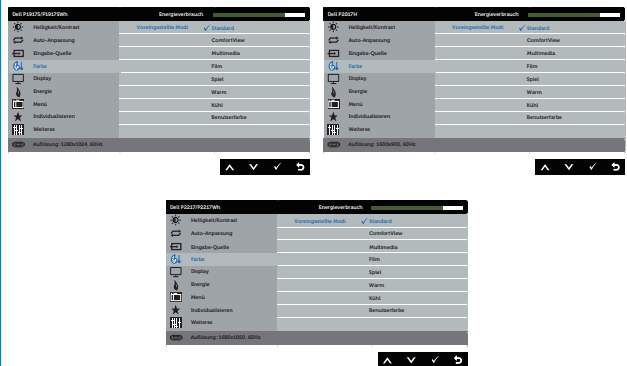 Dell P1917S/P1917SWh Energieverbrauch
Helligkeit/Kontrast Voreingestellte Modi ✓ Standard
Auto-Anpassung ComfortView
Eingabe-Quelle Multimedia
Farbe Film
Display Spiel
Energie Warm
Menü Kühl
Individualisieren Benutzerfarbe
Weiteres
Auflösung: 1280x1024, 60Hz
Dell P2017H Energieverbrauch
Helligkeit/Kontrast Voreingestellte Modi ✓ Standard
Auto-Anpassung ComfortView
Eingabe-Quelle Multimedia
Farbe Film
Display Spiel
Energie Warm
Menü Kühl
Individualisieren Benutzerfarbe
Weiteres
Auflösung: 1600x900, 60Hz
Dell P2217/P2217Wh Energieverbrauch
Helligkeit/Kontrast Voreingestellte Modi ✓ Standard
Auto-Anpassung ComfortView
Eingabe-Quelle Multimedia
Farbe Film
Display Spiel
Energie Warm
Menü Kühl
Individualisieren Benutzerfarbe
Weiteres
Auflösung: 1680x1050, 60Hz